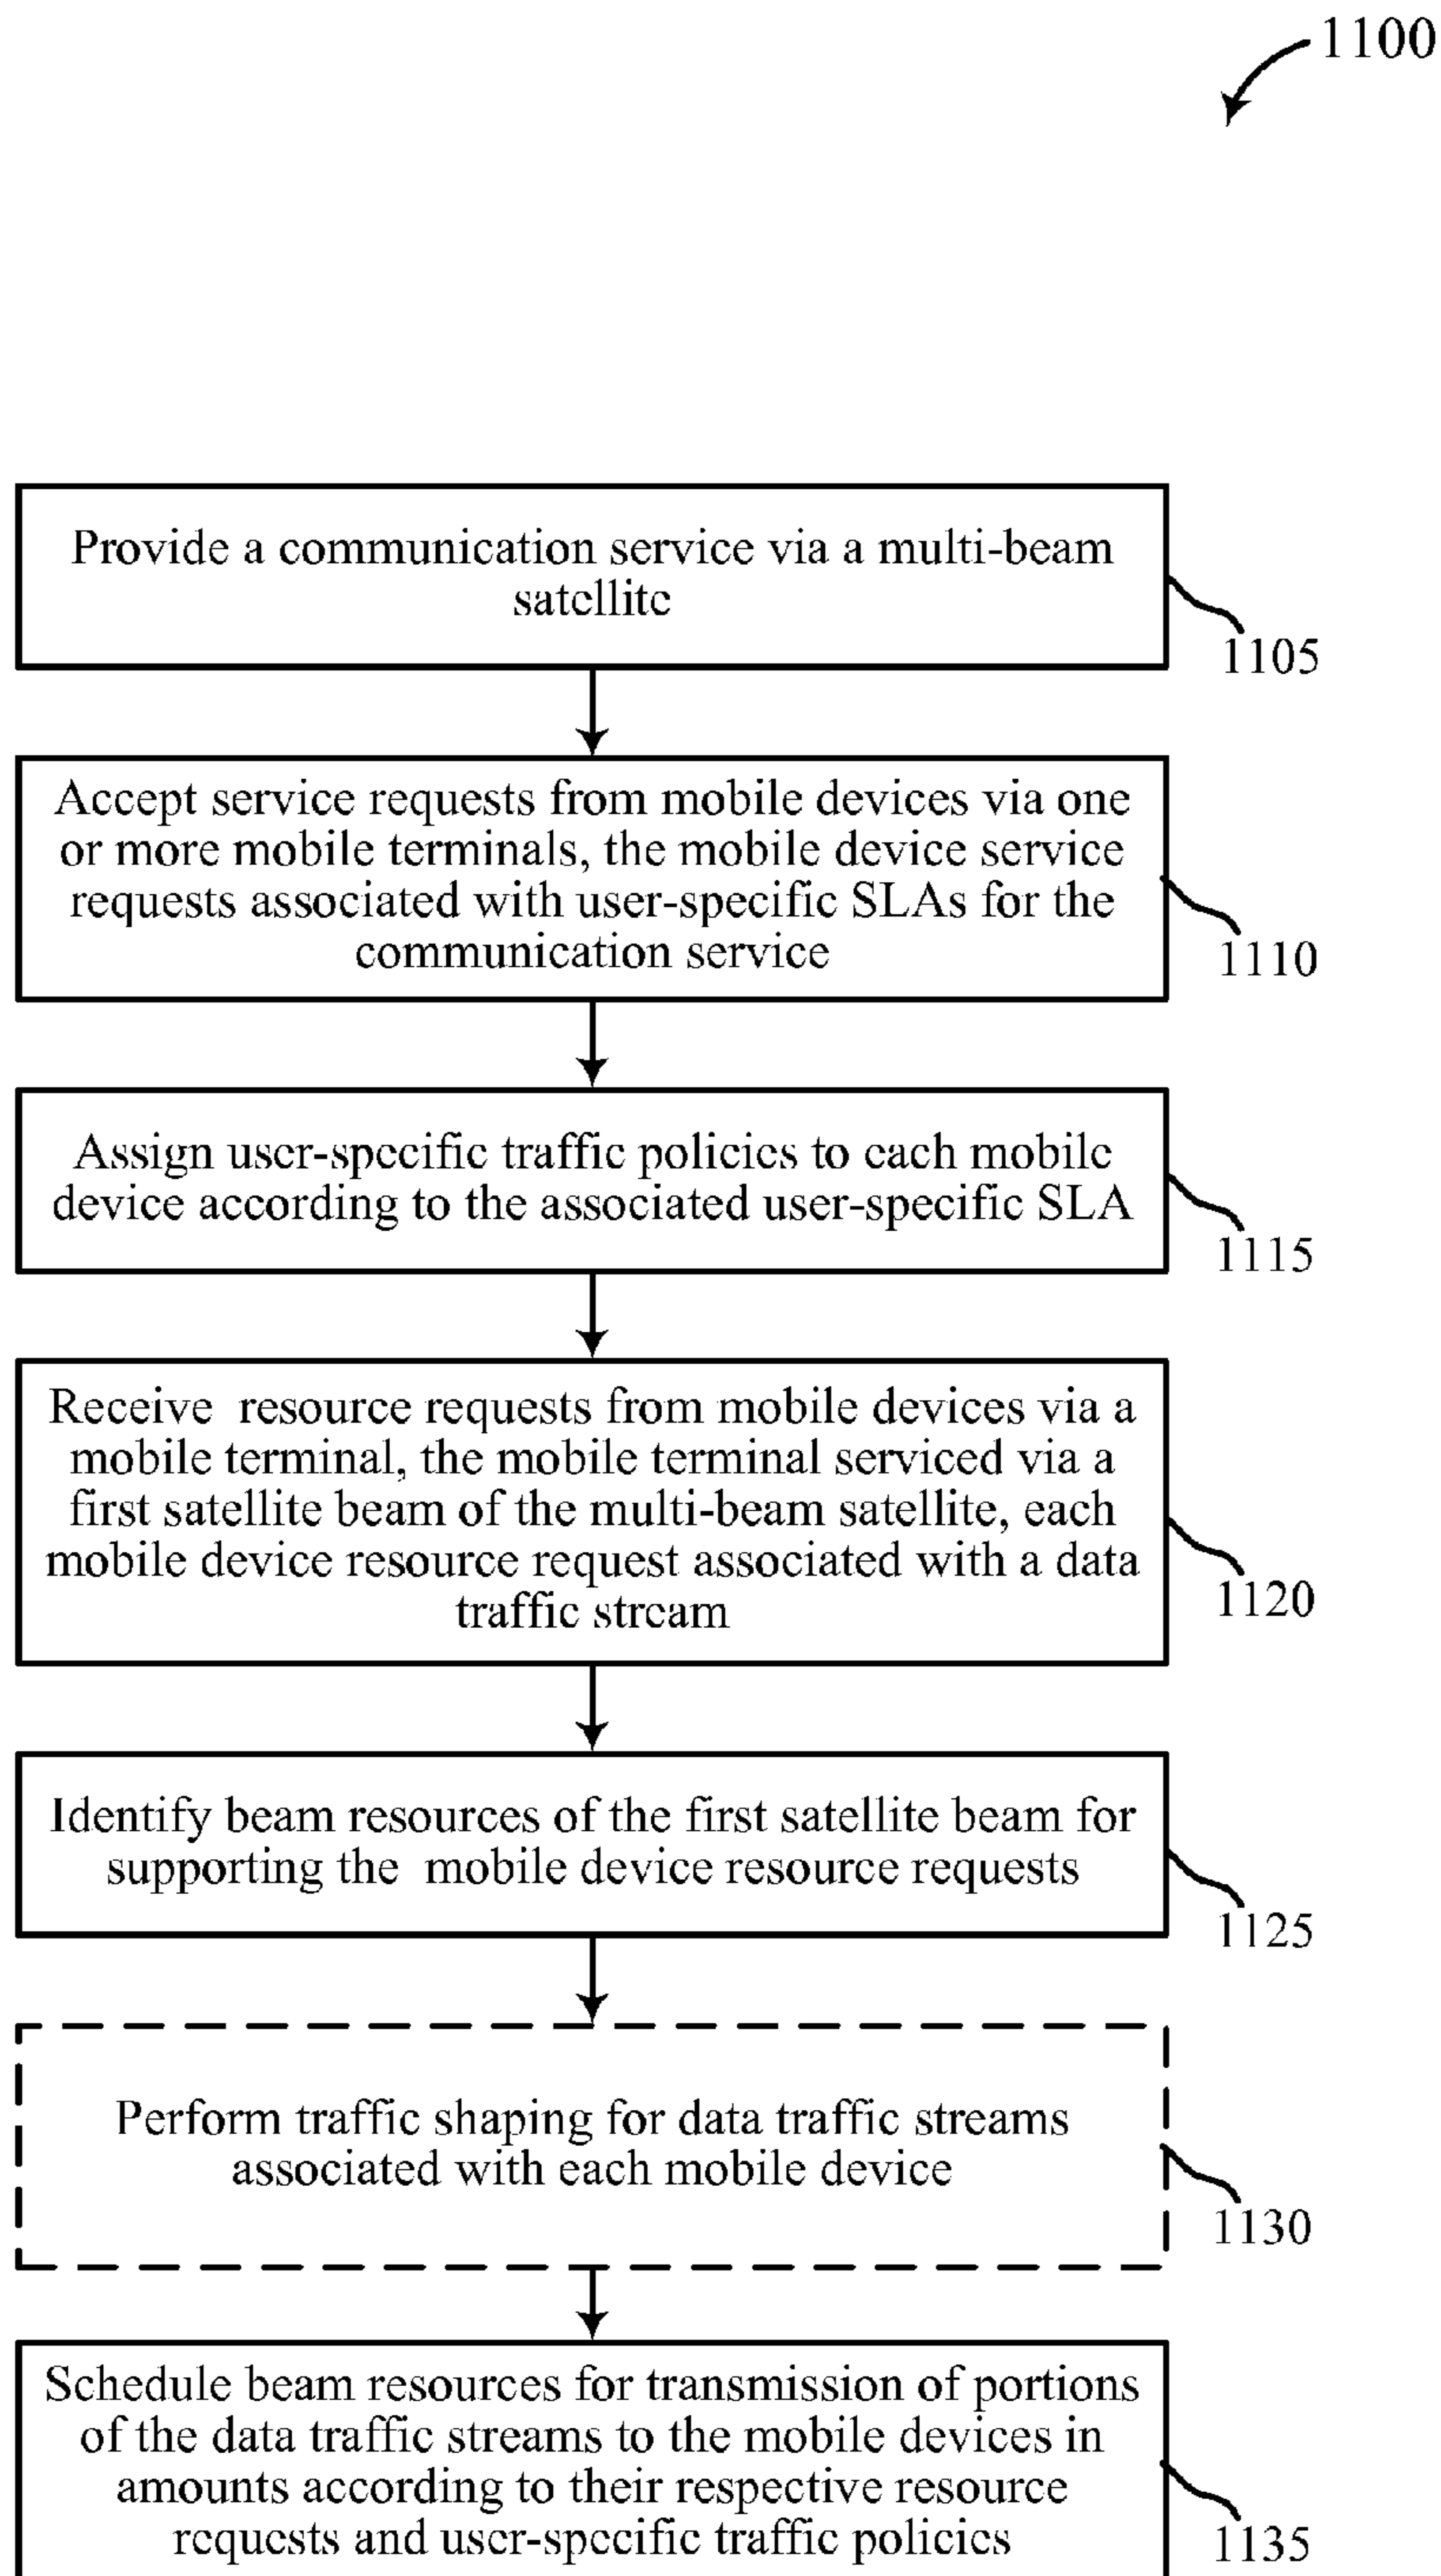 1100
Provide a communication service via a multi-beam
satellite
1105
Accept service requests from mobile devices via one
or more mobile terminals, the mobile device service
requests associated with user-specific SLAs for the
communication service
1110
Assign user-specific traffic policies to each mobile
device according to the associated user-specific SLA
1115
Receive resource requests from mobile devices via a
mobile terminal, the mobile terminal serviced via a
first satellite beam of the multi-beam satellite, each
mobile device resource request associated with a data
traffic stream
1120
Identify beam resources of the first satellite beam for
supporting the mobile device resource requests
1125
Perform traffic shaping for data traffic streams
associated with each mobile device
1130
Schedule beam resources for transmission of portions
of the data traffic streams to the mobile devices in
amounts according to their respective resource
requests and user-specific traffic policies
1135